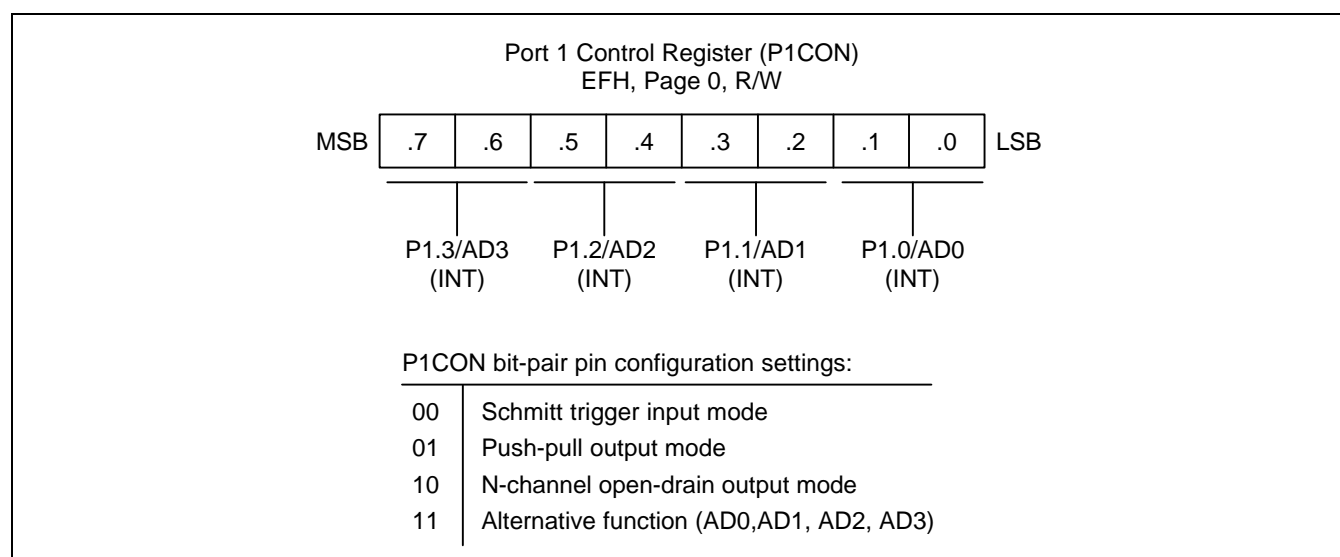 Port 1 Control Register (P1CON)
EFH, Page 0, R/W
MSB .7 .6 .5 .4 .3 .2 .1 .0 LSB
P1.3/AD3 P1.2/AD2 P1.1/AD1 P1.0/AD0
(INT) (INT) (INT) (INT)
P1CON bit-pair pin configuration settings:
00 Schmitt trigger input mode
01 Push-pull output mode
10 N-channel open-drain output mode
11 Alternative function (AD0,AD1, AD2, AD3)